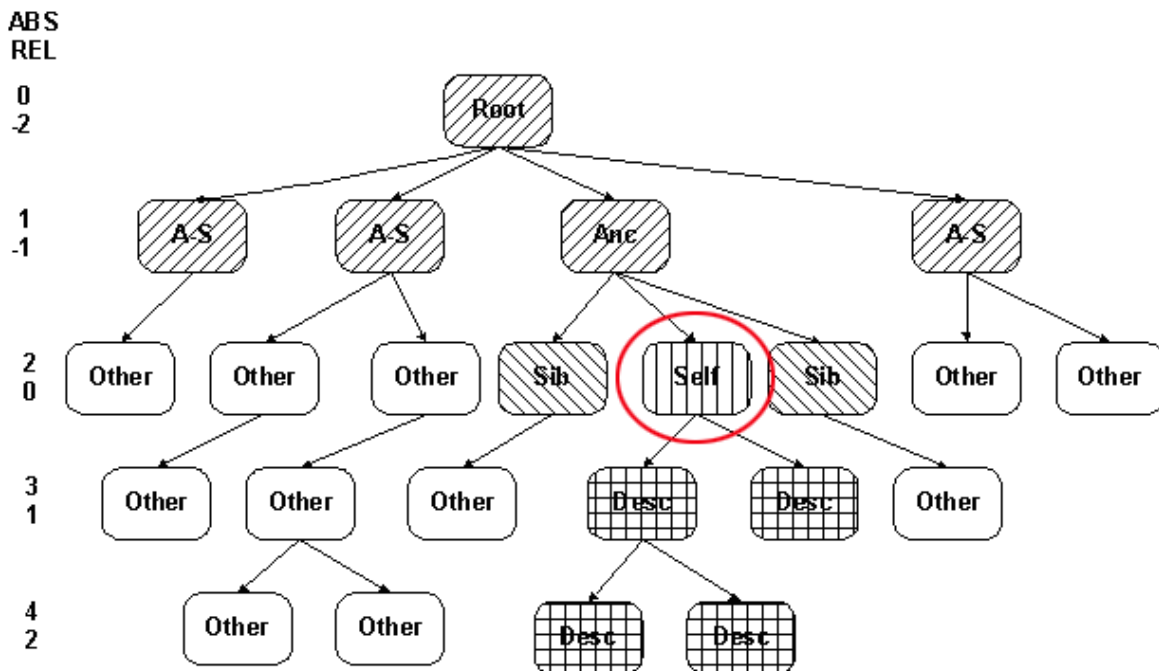 ABS
REL
0
-2
Root
1
-1
A-S
A-S
Anc
A-S
2
0
Other
Other
Other
Sib
Self
Sib
Other
Other
3
1
Other
Other
Other
Desc
Desc
Other
4
2
Other
Other
Desc
Desc